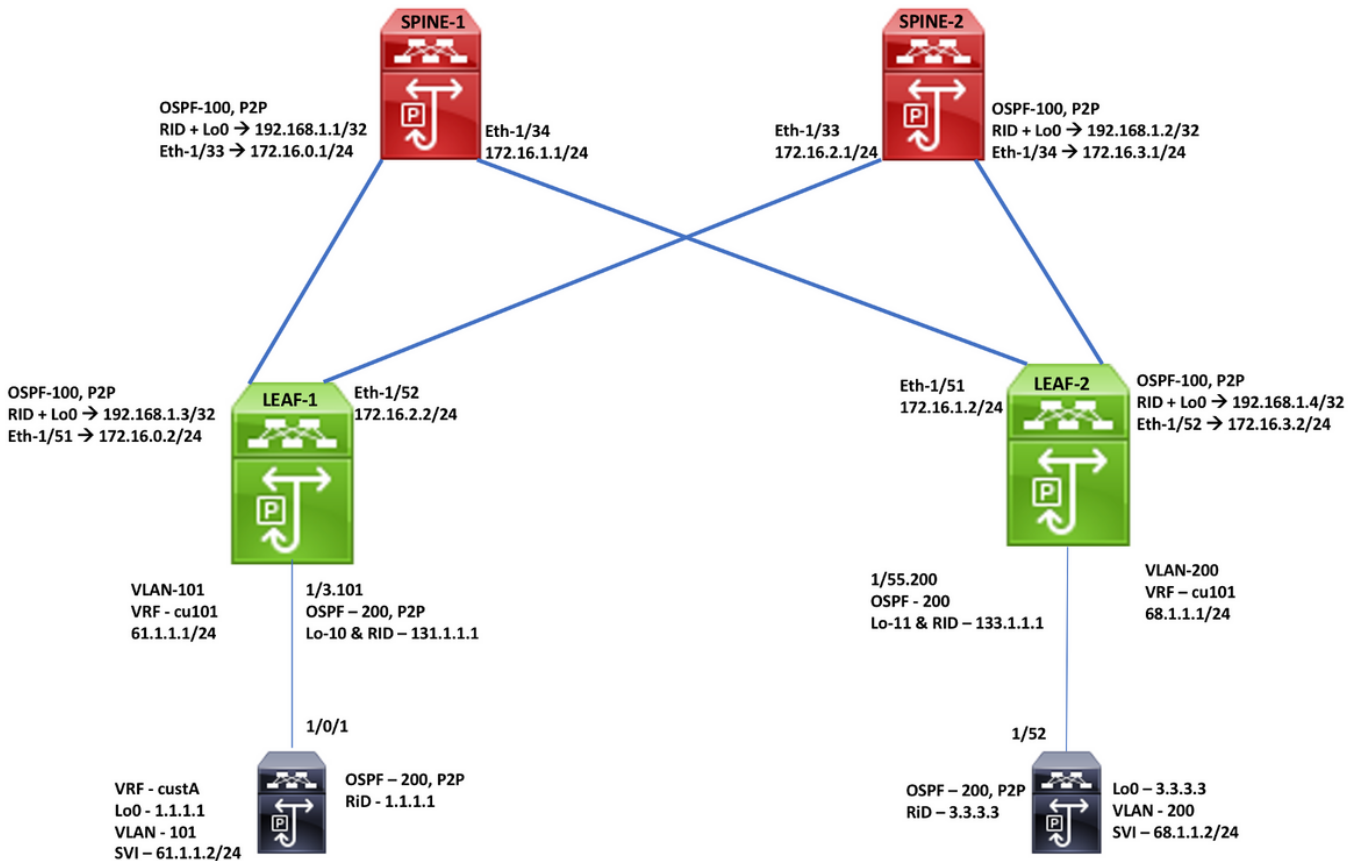 SPINE-1
SPINE-2
P
P
OSPF-100, P2P
RID + Lo0 → 192.168.1.1/32
Eth-1/33 → 172.16.0.1/24
Eth-1/34
172.16.1.1/24
Eth-1/33
172.16.2.1/24
OSPF-100, P2P
RID + Lo0 → 192.168.1.2/32
Eth-1/34 → 172.16.3.1/24
OSPF-100, P2P
RID + Lo0 → 192.168.1.3/32
Eth-1/51 → 172.16.0.2/24
LEAF-1
P
Eth-1/52
172.16.2.2/24
Eth-1/51
172.16.1.2/24
LEAF-2
P
OSPF-100, P2P
RID + Lo0 → 192.168.1.4/32
Eth-1/52 → 172.16.3.2/24
VLAN-101
VRF - cu101
61.1.1.1/24
1/3.101
OSPF – 200, P2P
Lo-10 & RID – 131.1.1.1
1/55.200
OSPF - 200
Lo-11 & RID – 133.1.1.1
VLAN-200
VRF – cu101
68.1.1.1/24
1/0/1
1/52
VRF - custA
Lo0 - 1.1.1.1
VLAN - 101
SVI – 61.1.1.2/24
P
OSPF – 200, P2P
RiD - 1.1.1.1
OSPF – 200, P2P
RiD – 3.3.3.3
P
Lo0 – 3.3.3.3
VLAN - 200
SVI – 68.1.1.2/24